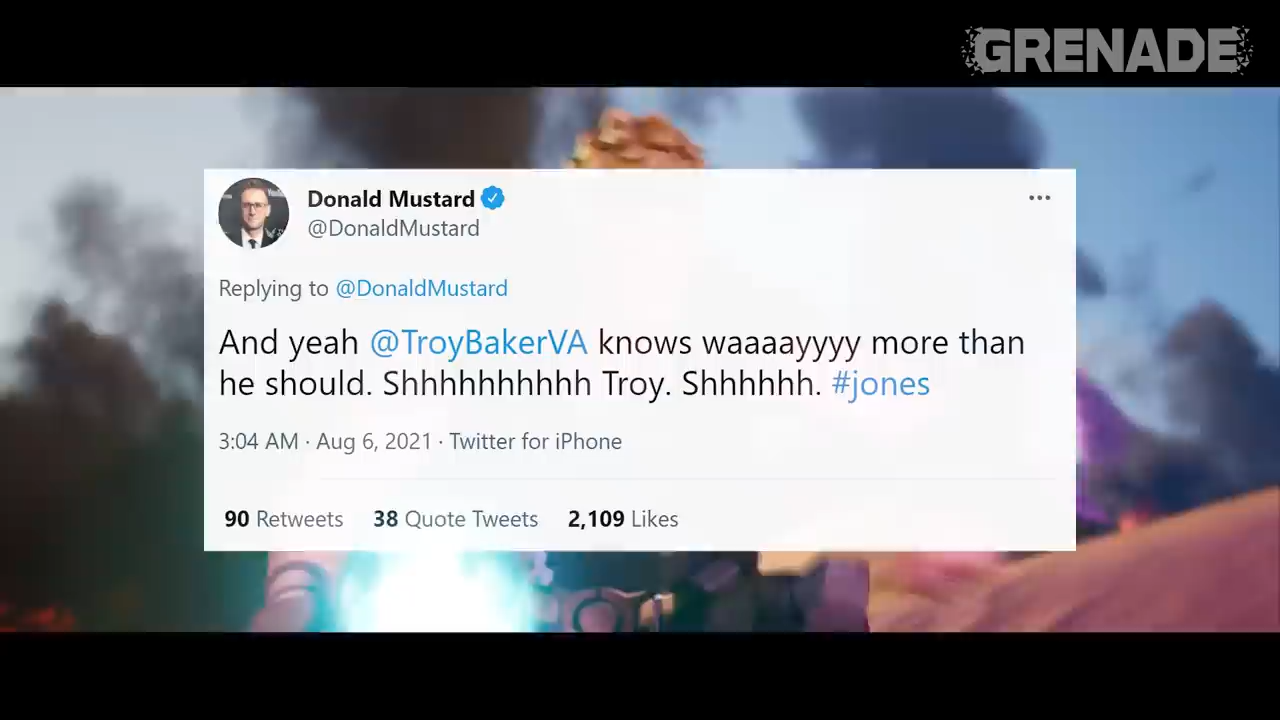 GRENADE
Donald Mustard
@DonaldMustard
Replying to @DonaldMustard
And yeah @TroyBakerVA knows waaaayyyy more than
he should. Shhhhhhhhhh Troy. Shhhhhh. #jones
3:04 AM · Aug 6, 2021 · Twitter for iPhone
90 Retweets 38 Quote Tweets 2,109 Likes